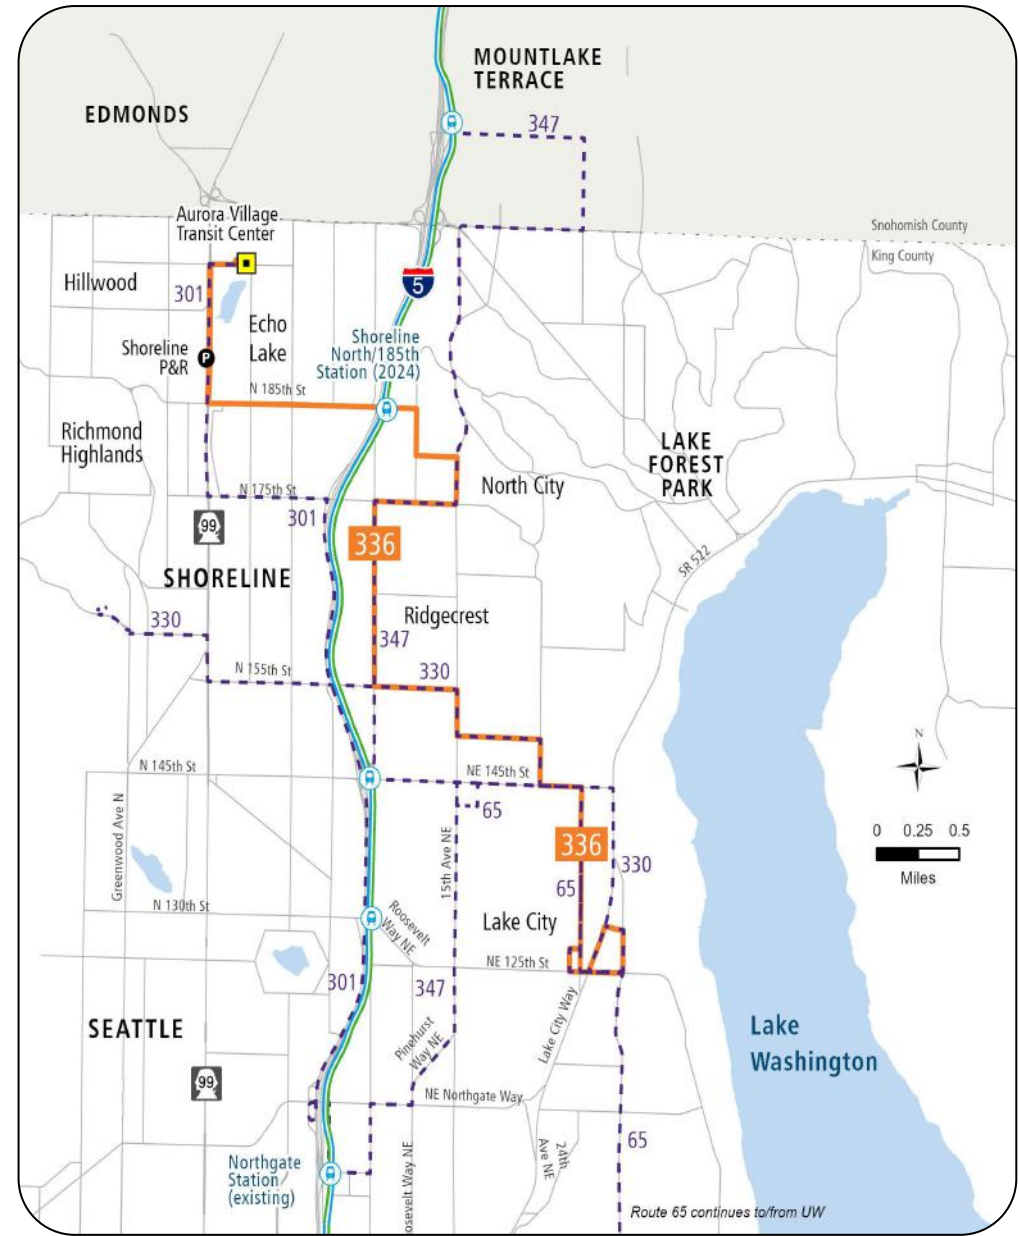 MOUNTLAKE
TERRACE
EDMONDS
347
Aurora Village
Transit Center
Snohomish County
King County
Hillwood
301
5
Echo
Lake
Shoreline
P&R
P
Shoreline
North/185th
Station (2024)
N 185th St
Richmond
Highlands
LAKE
FOREST
PARK
North City
N 175th St
301
99
336
SR 522
SHORELINE
Ridgecrest
330
347
330
N 155th St
N
N 145th St
NE 145th St
65
0 0.25 0.5
Miles
Greenwood Ave N
15th Ave NE
336
330
65
N 130th St
Roosevelt
Way NE
Lake City
NE 125th St
301
347
SEATTLE
Pinehurst
Way NE
Lake City Way
Lake
Washington
99
NE Northgate Way
65
24th
Ave NE
Northgate
Station
(existing)
osevelt Way NE
Route 65 continues to/from UW